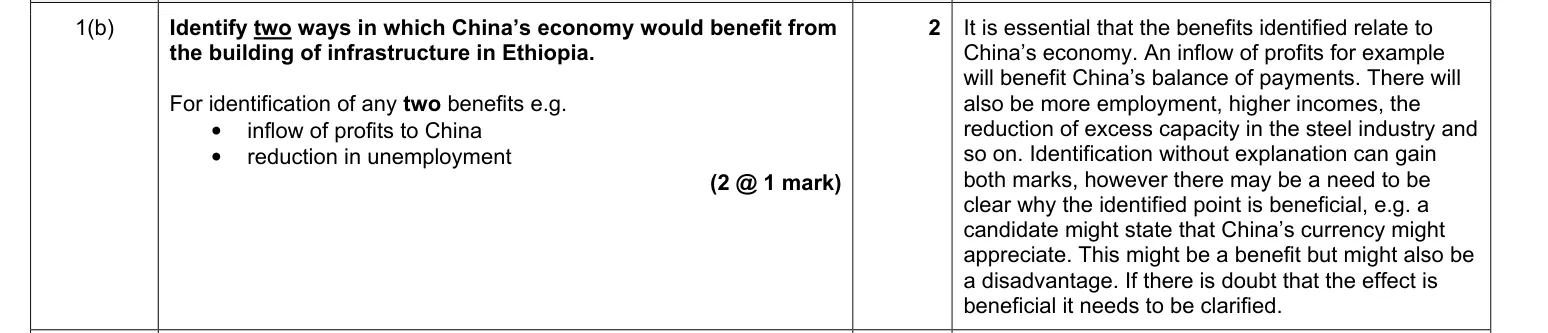 1(b)
Identify two ways in which China’s economy would benefit from
the building of infrastructure in Ethiopia.
For identification of any two benefits e.g.
• inflow of profits to China
• reduction in unemployment
(2 @ 1 mark)
2
It is essential that the benefits identified relate to
China’s economy. An inflow of profits for example
will benefit China’s balance of payments. There will
also be more employment, higher incomes, the
reduction of excess capacity in the steel industry and
so on. Identification without explanation can gain
both marks, however there may be a need to be
clear why the identified point is beneficial, e.g. a
candidate might state that China’s currency might
appreciate. This might be a benefit but might also be
a disadvantage. If there is doubt that the effect is
beneficial it needs to be clarified.